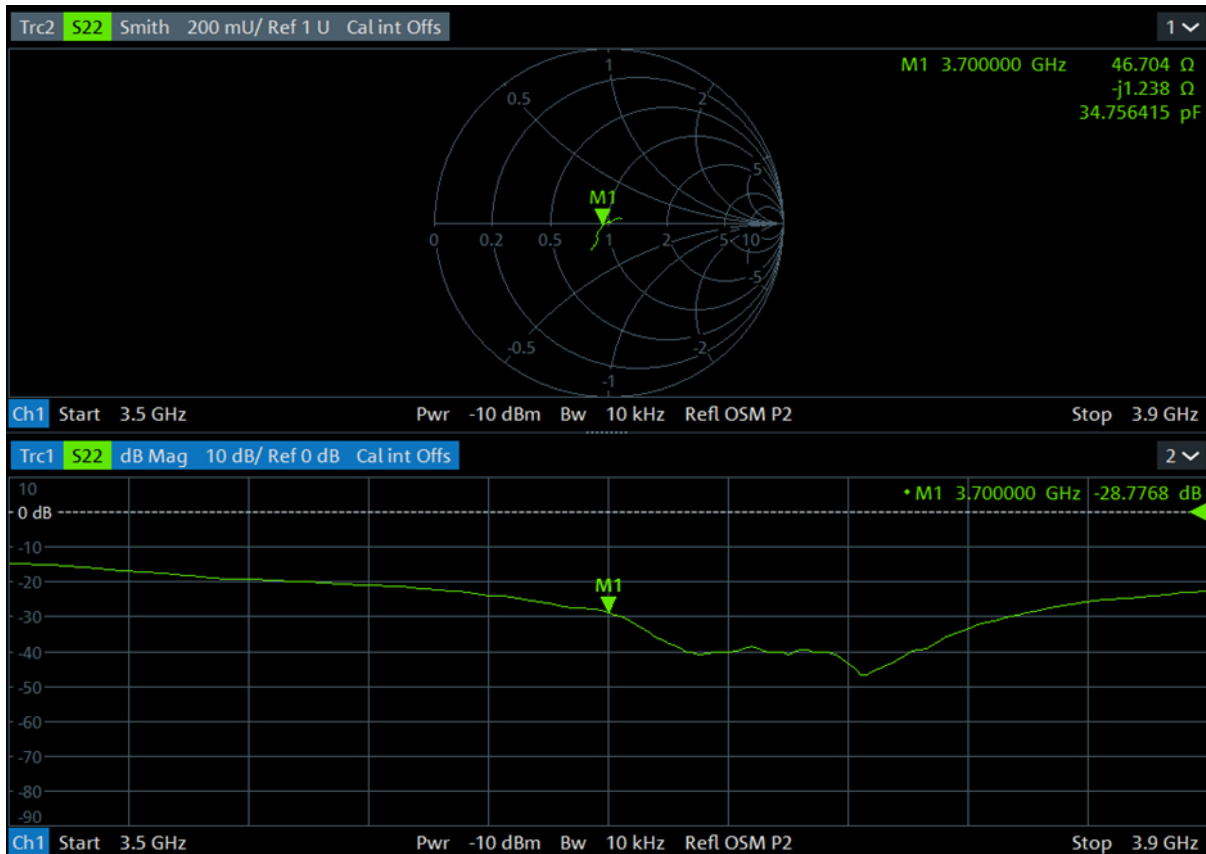 Trc2 S22 Smith 200 mU/ Ref 1 U Cal int Offs 1
M1 3.700000 GHz 46.704 Ω
-j1.238 Ω
34.756415 pF
1
0.5 2
5
M1
0 0.2 0.5 1 2 5 10
-5
-0.5 -2
-1
Ch1 Start 3.5 GHz Pwr -10 dBm Bw 10 kHz Refl OSM P2 Stop 3.9 GHz
Trc1 S22 dB Mag 10 dB/ Ref 0 dB Cal int Offs 2
10
• M1 3.700000 GHz -28.7768 dB
0 dB
-10
-20
M1
-30
-40
-50
-60
-70
-80
-90
Ch1 Start 3.5 GHz Pwr -10 dBm Bw 10 kHz Refl OSM P2 Stop 3.9 GHz